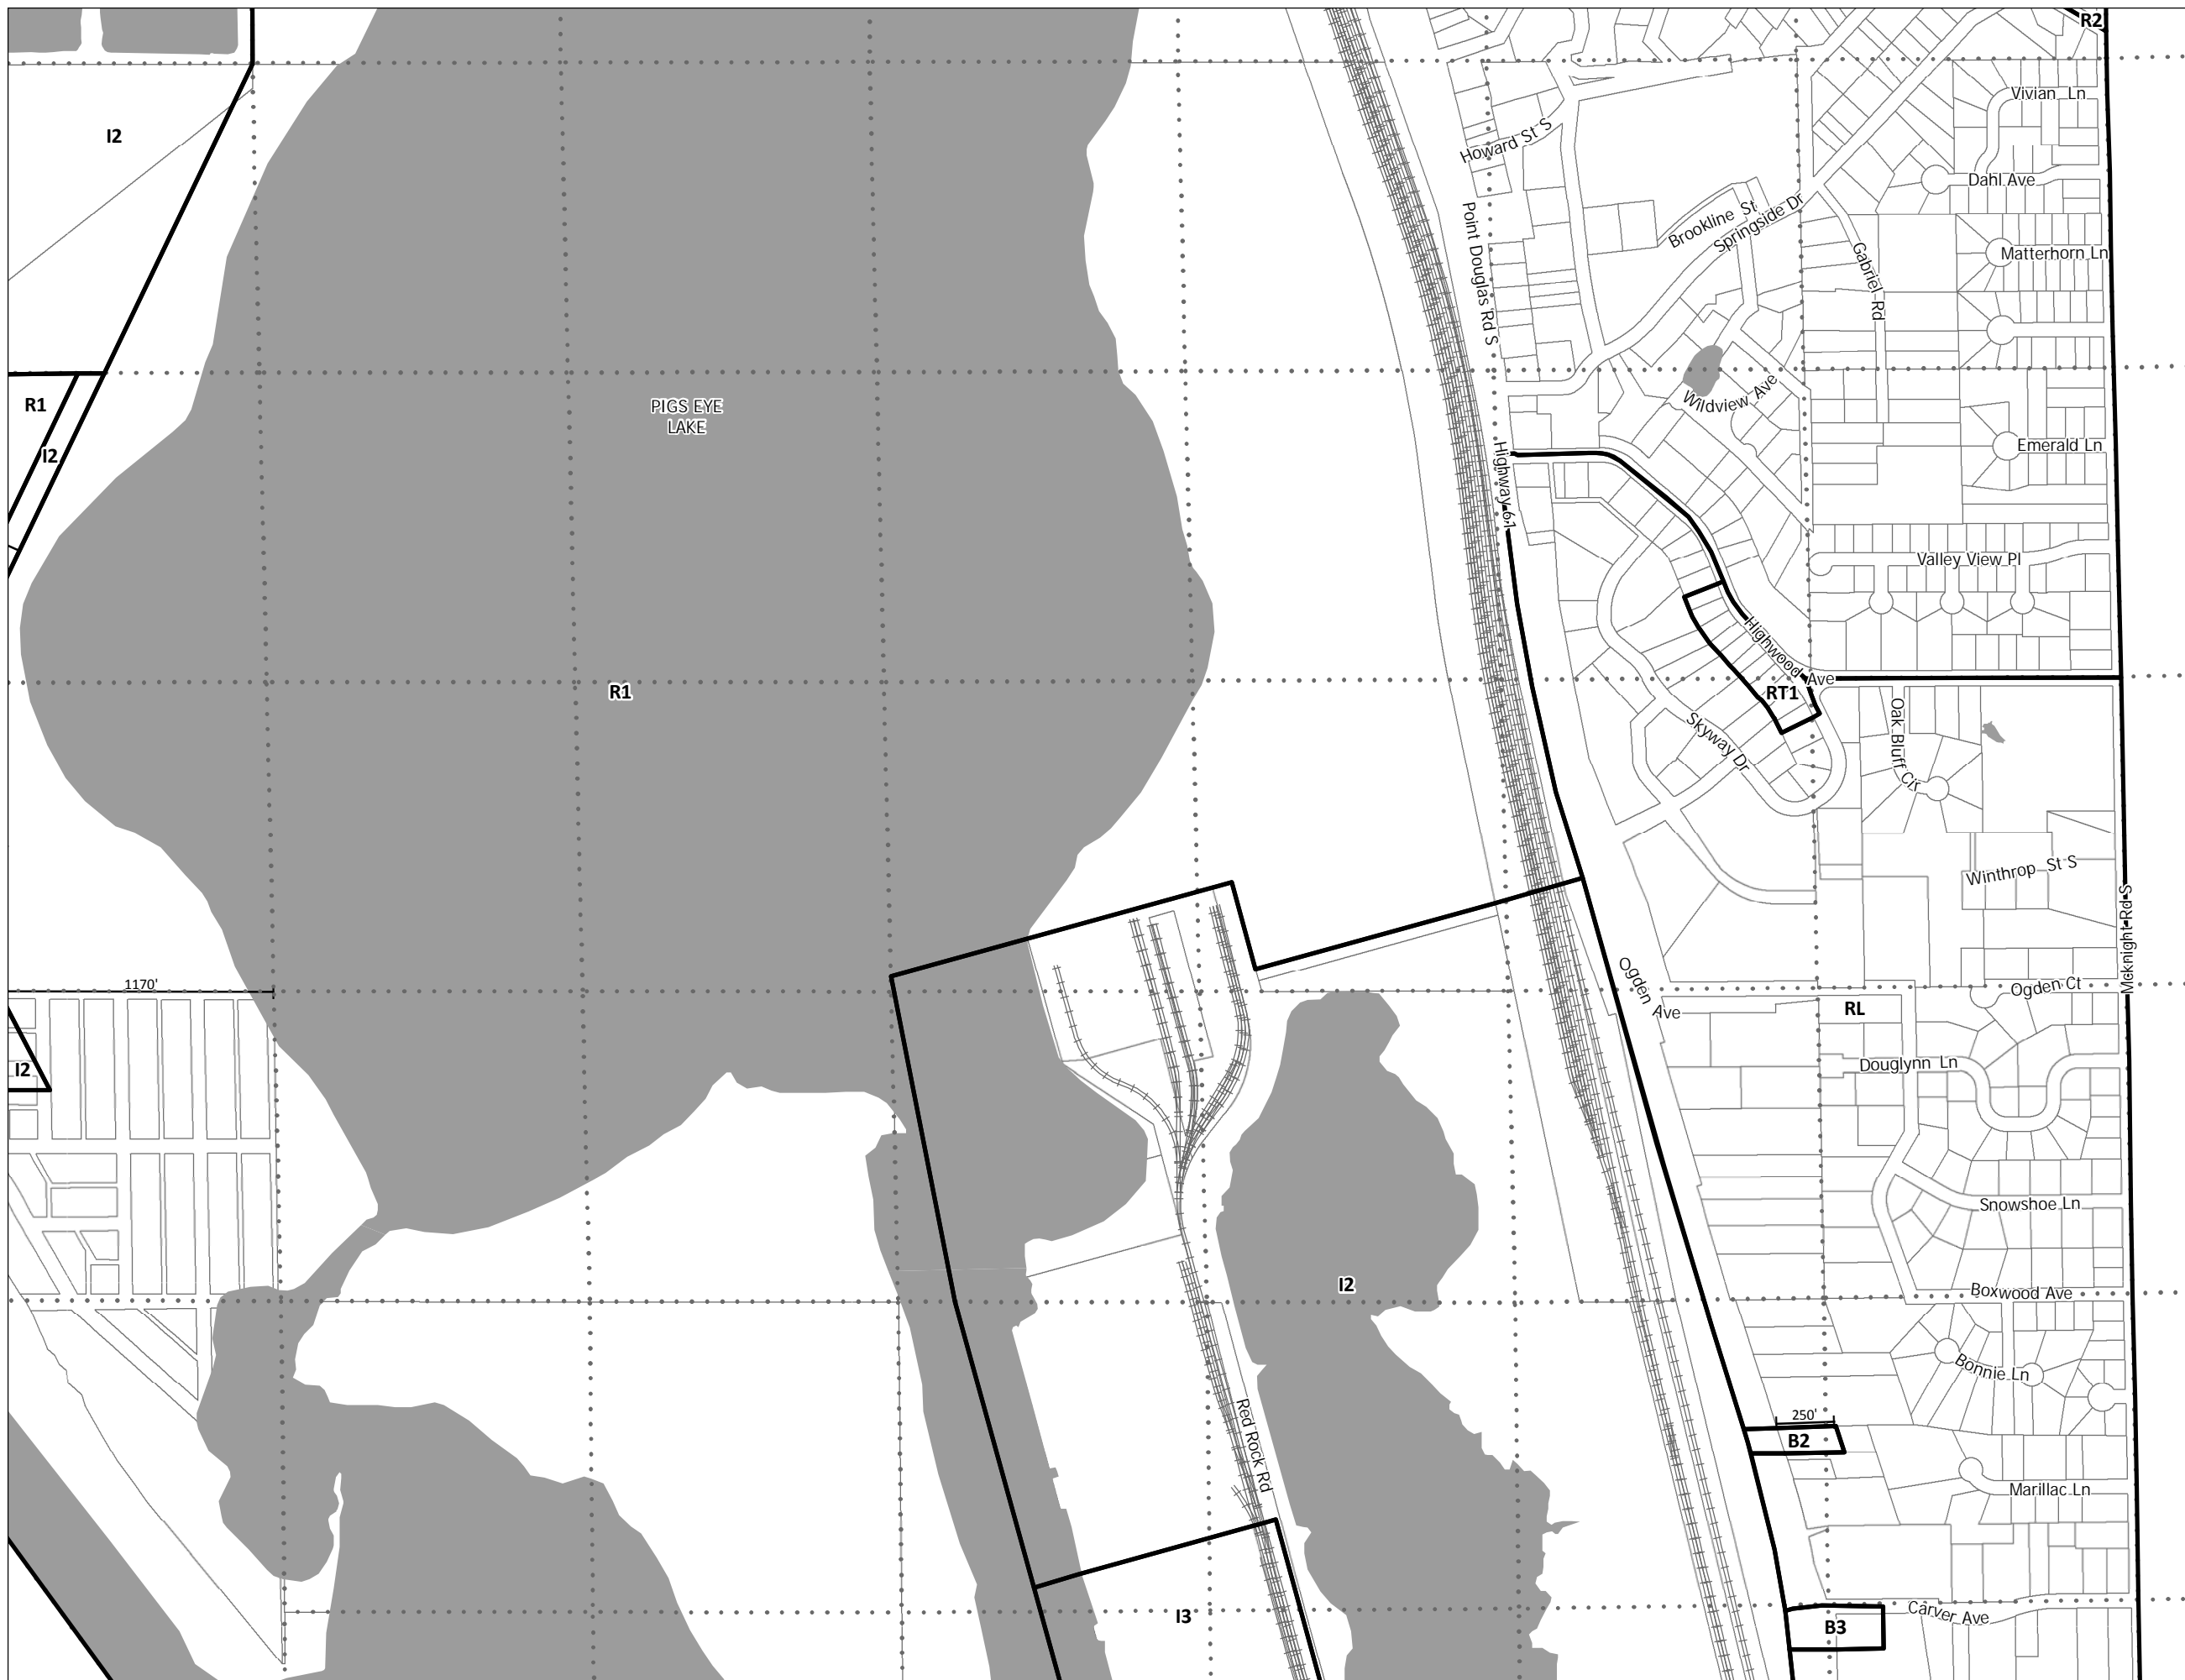 R2
Vivian Ln
I2
Howard St S
Dahl Ave
Brookline St
Springside Dr
Point Douglas Rd S
Gabriel Rd
Matterhorn Ln
Wildview Ave
R1
PIGS EYE
LAKE
I2
Highway 61
Emerald Ln
Valley View Pl
Highwood Ave
R1
RT1
Skyway Dr
Oak Bluff Cir
Winthrop St S
Mcknight Rd S
1170'
Ogden Ave
Ogden Ct
RL
I2
Douglynn Ln
Snowshoe Ln
I2
Boxwood Ave
Bonnie Ln
Red Rock Rd
250'
B2
Marillac Ln
I3
Carver Ave
B3